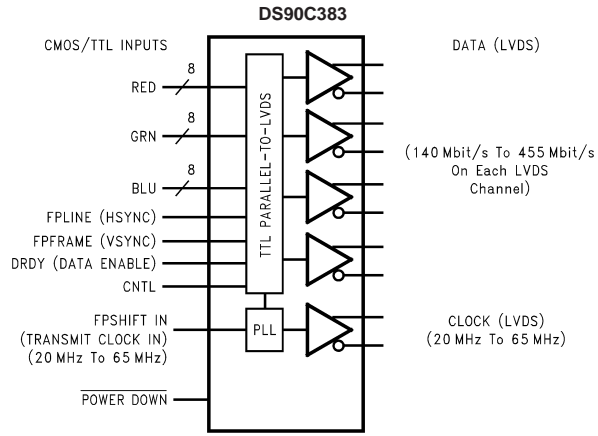 DS90C383
CMOS/TTL INPUTS
DATA (LVDS)
8
RED
8
GRN
(140 Mbit/s To 455 Mbit/s
On Each LVDS
Channel)
8
BLU
FPLINE (HSYNC)
FPFRAME (VSYNC)
DRDY (DATA ENABLE)
CNTL
TTL PARALLEL-TO-LVDS
FPSHIFT IN
(TRANSMIT CLOCK IN)
(20 MHz To 65 MHz)
PLL
CLOCK (LVDS)
(20 MHz To 65 MHz)
POWER DOWN